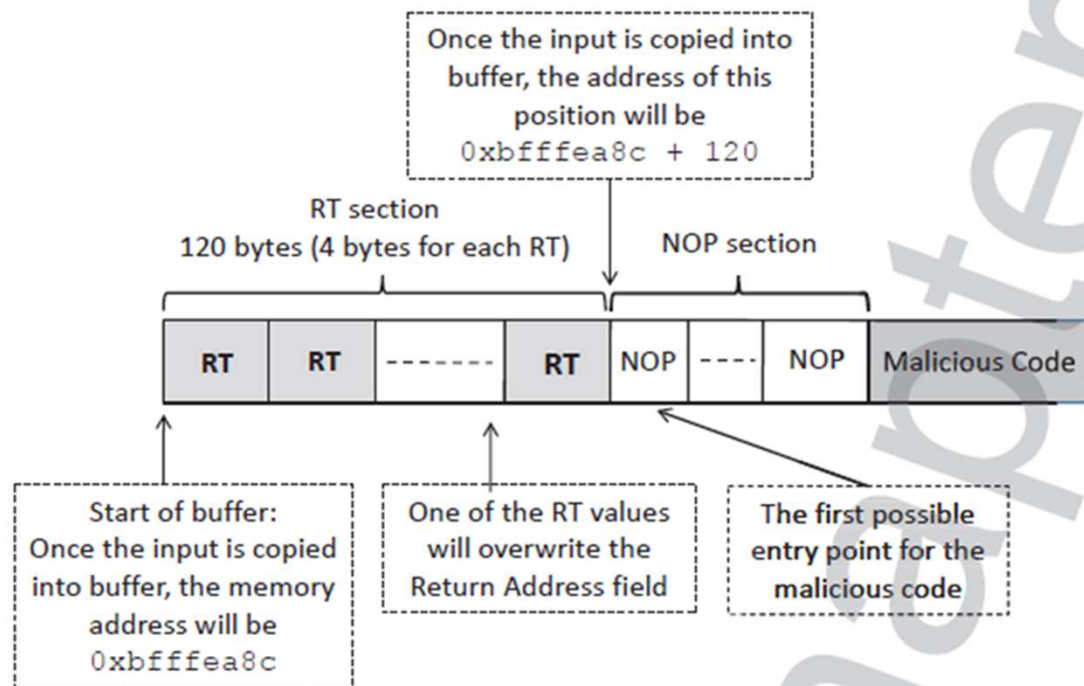 Once the input is copied into
buffer, the address of this
position will be
0xbfffea8c + 120
RT section
120 bytes (4 bytes for each RT)
NOP section
RT RT ------- RT NOP ---- NOP Malicious Code
Start of buffer:
Once the input is copied
into buffer, the memory
address will be
0xbfffea8c
One of the RT values
will overwrite the
Return Address field
The first possible
entry point for the
malicious code
apter